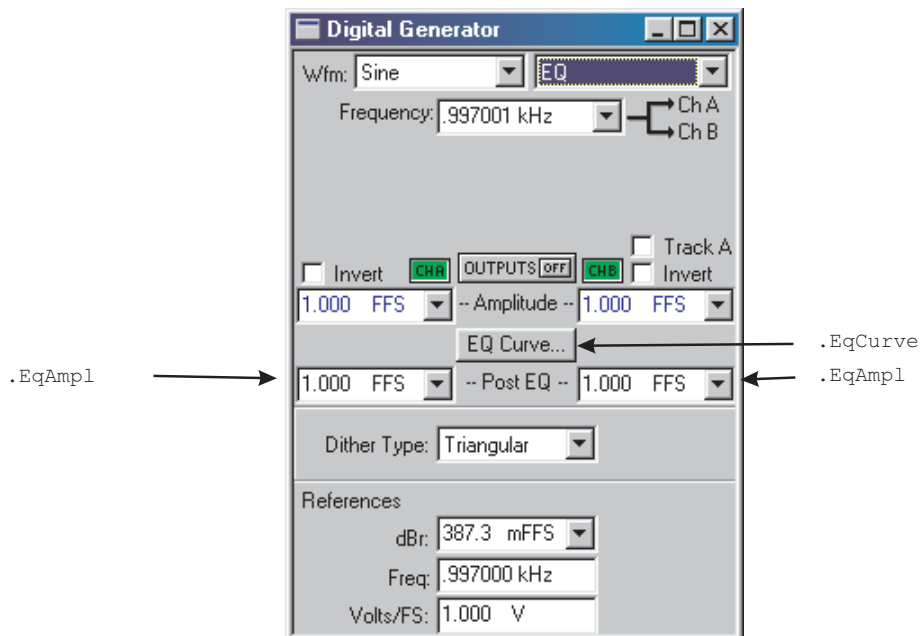 Digital Generator
Wfm: Sine EQ
Frequency: .997001 kHz Ch A
Ch B
Track A
Invert CHA OUTPUTS OFF CHB Invert
1.000 FFS -- Amplitude -- 1.000 FFS
EQ Curve... .EqCurve
.EqAmpl 1.000 FFS -- Post EQ -- 1.000 FFS .EqAmpl
Dither Type: Triangular
References
dBr: 387.3 mFFS
Freq: .997000 kHz
Volts/FS: 1.000 V